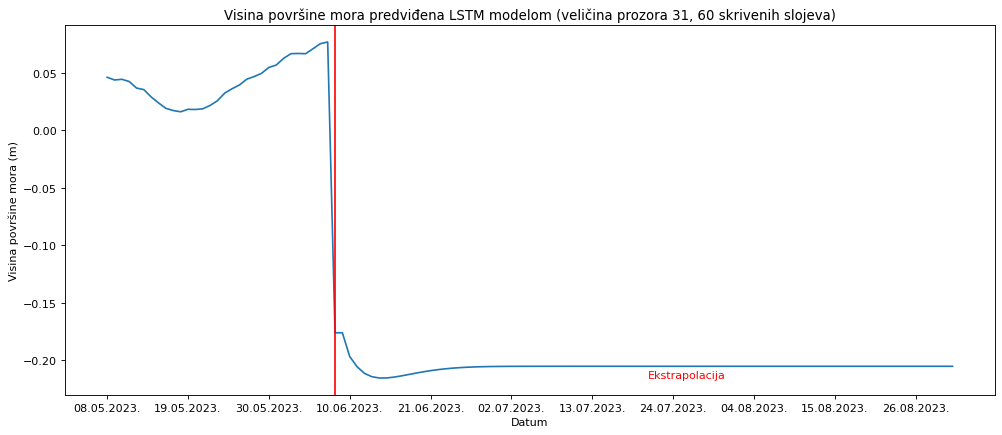 Visina površine mora predviđena LSTM modelom (veličina prozora 31, 60 skrivenih slojeva)
Visina površine mora (m)
0.05
0.00
−0.05
−0.10
−0.15
−0.20
Ekstrapolacija
08.05.2023. 19.05.2023. 30.05.2023. 10.06.2023. 21.06.2023. 02.07.2023. 13.07.2023. 24.07.2023. 04.08.2023. 15.08.2023. 26.08.2023.
Datum